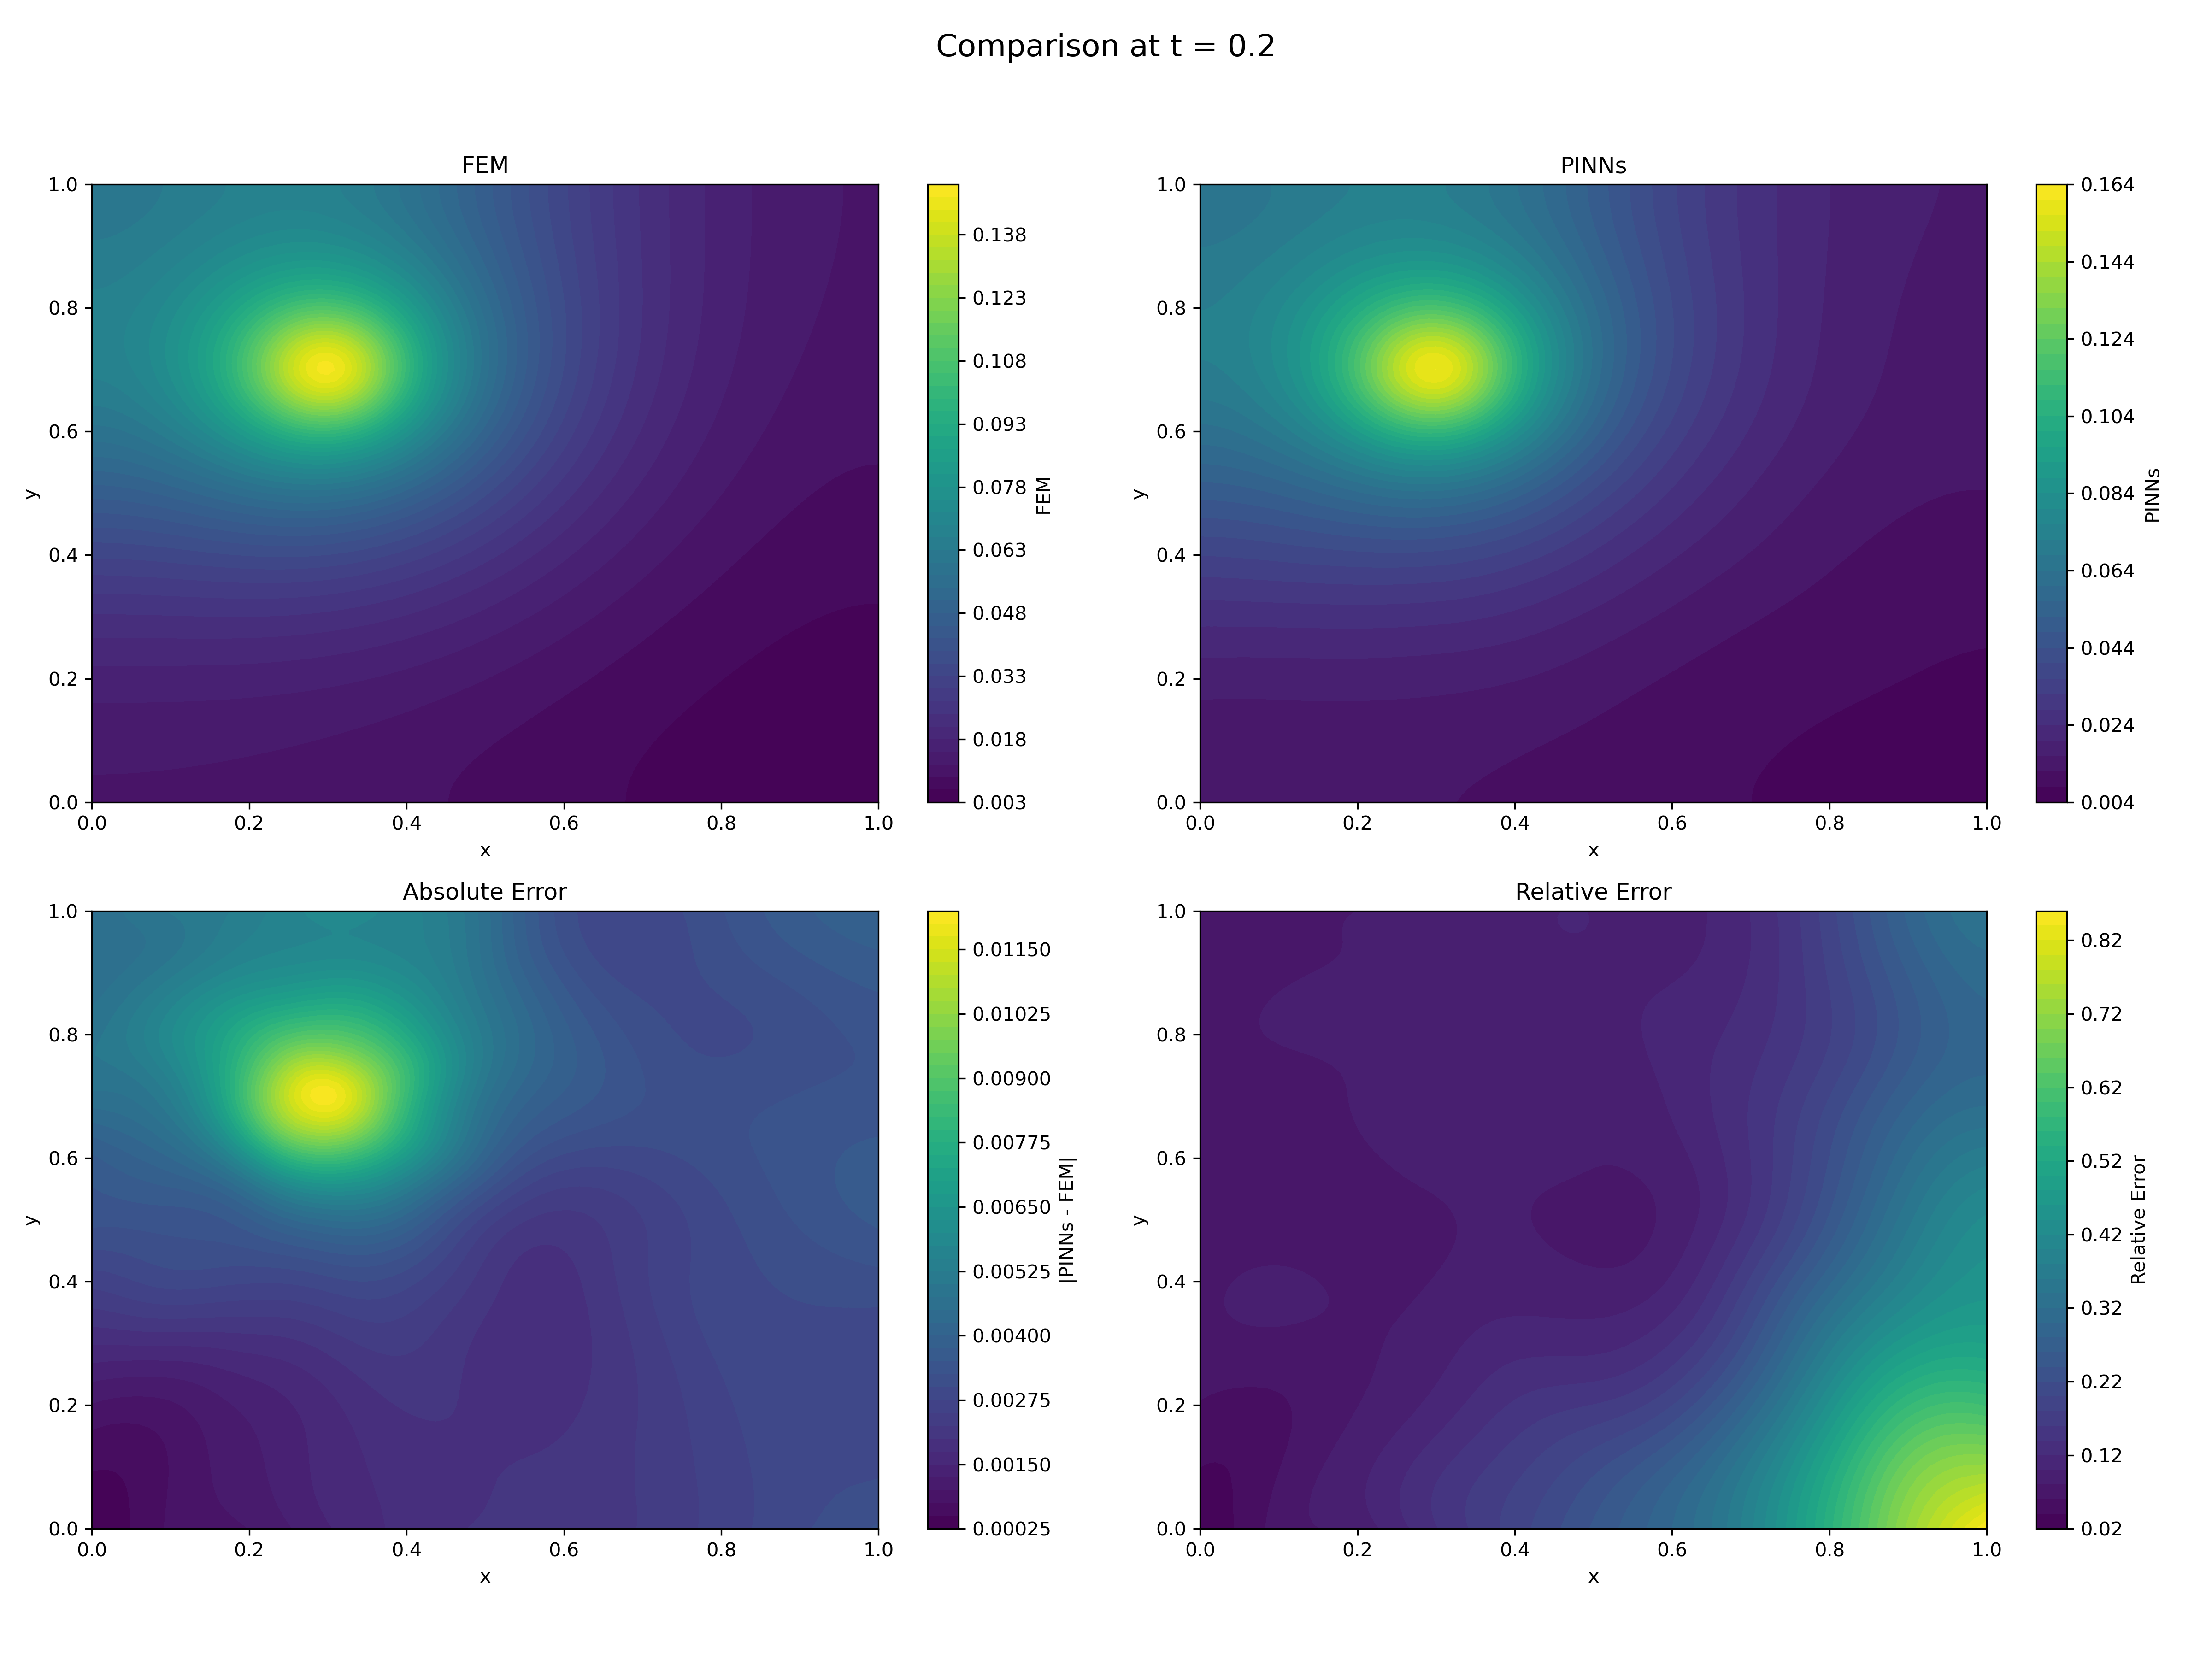 Comparison at t = 0.2
FEM
1.0
0.8
0.6
0.4
0.2
0.0
y
0.0 0.2 0.4 0.6 0.8 1.0
x
0.138
0.123
0.108
0.093
0.078
0.063
0.048
0.033
0.018
0.003
FEM
PINNs
1.0
0.8
0.6
0.4
0.2
0.0
y
0.0 0.2 0.4 0.6 0.8 1.0
x
0.164
0.144
0.124
0.104
0.084
0.064
0.044
0.024
0.004
PINNs
Absolute Error
1.0
0.8
0.6
0.4
0.2
0.0
y
0.0 0.2 0.4 0.6 0.8 1.0
x
0.01150
0.01025
0.00900
0.00775
0.00650
0.00525
0.00400
0.00275
0.00150
0.00025
|PINNs - FEM|
Relative Error
1.0
0.8
0.6
0.4
0.2
0.0
y
0.0 0.2 0.4 0.6 0.8 1.0
x
0.82
0.72
0.62
0.52
0.42
0.32
0.22
0.12
0.02
Relative Error